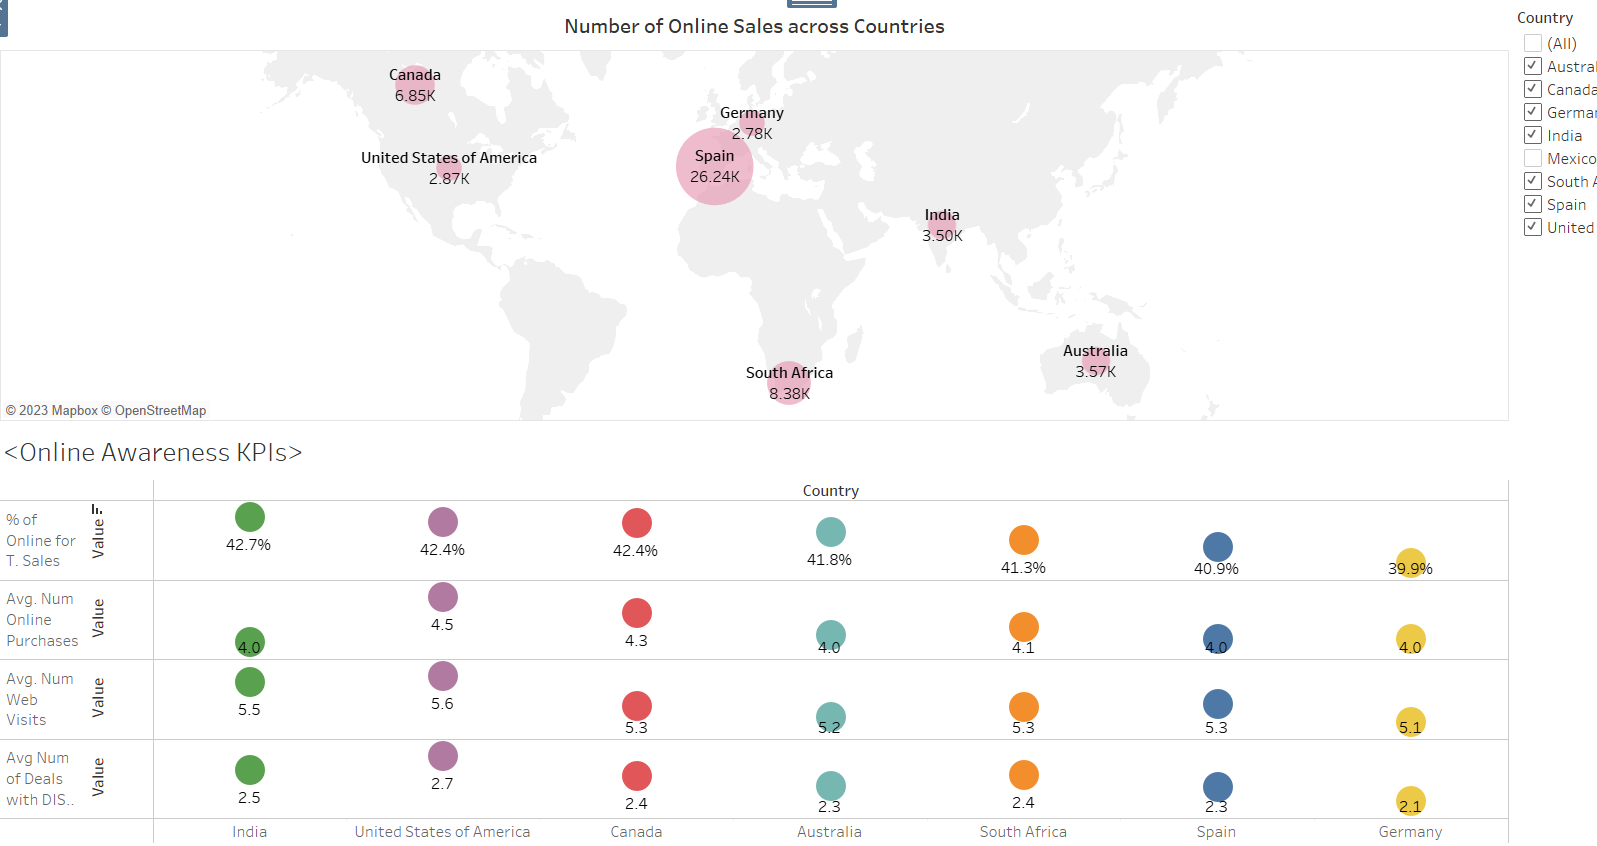 Number of Online Sales across Countries
Country
(All)
Austral
Canada
German
India
Mexico
South A
Spain
United
Canada
6.85K
Germany
2.78K
United States of America
2.87K
Spain
26.24K
India
3.50K
Australia
3.57K
South Africa
8.38K
© 2023 Mapbox © OpenStreetMap
<Online Awareness KPIs>
Country
% of
Online for
T. Sales
Value
42.7% 42.4% 42.4% 41.8% 41.3% 40.9% 39.9%
Avg. Num
Online
Purchases
Value
4.0 4.5 4.3 4.0 4.1 4.0 4.0
Avg. Num
Web
Visits
Value
5.5 5.6 5.3 5.2 5.3 5.3 5.1
Avg Num
of Deals
with DIS..
Value
2.5 2.7 2.4 2.3 2.4 2.3 2.1
India United States of America Canada Australia South Africa Spain Germany